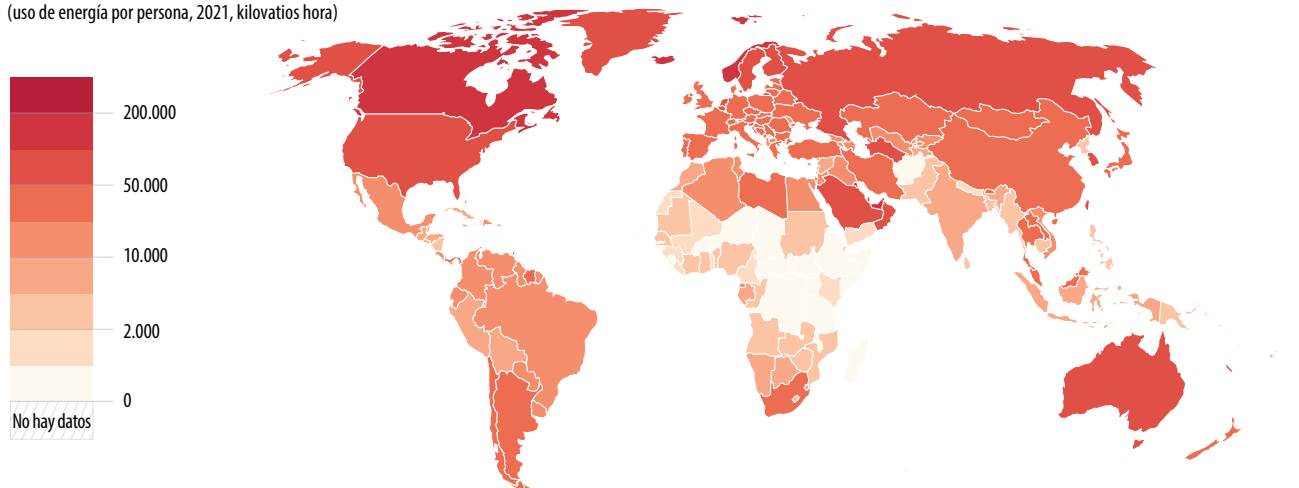 (uso de energía por persona, 2021, kilovatios hora)
200.000
50.000
10.000
2.000
0
No hay datos